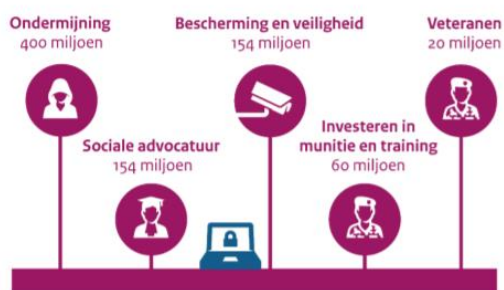 Ondermijning
400 miljoen
Sociale advocatuur
154 miljoen
Bescherming en veiligheid
154 miljoen
Investeren in
munitie en training
60 miljoen
Veteranen
20 miljoen